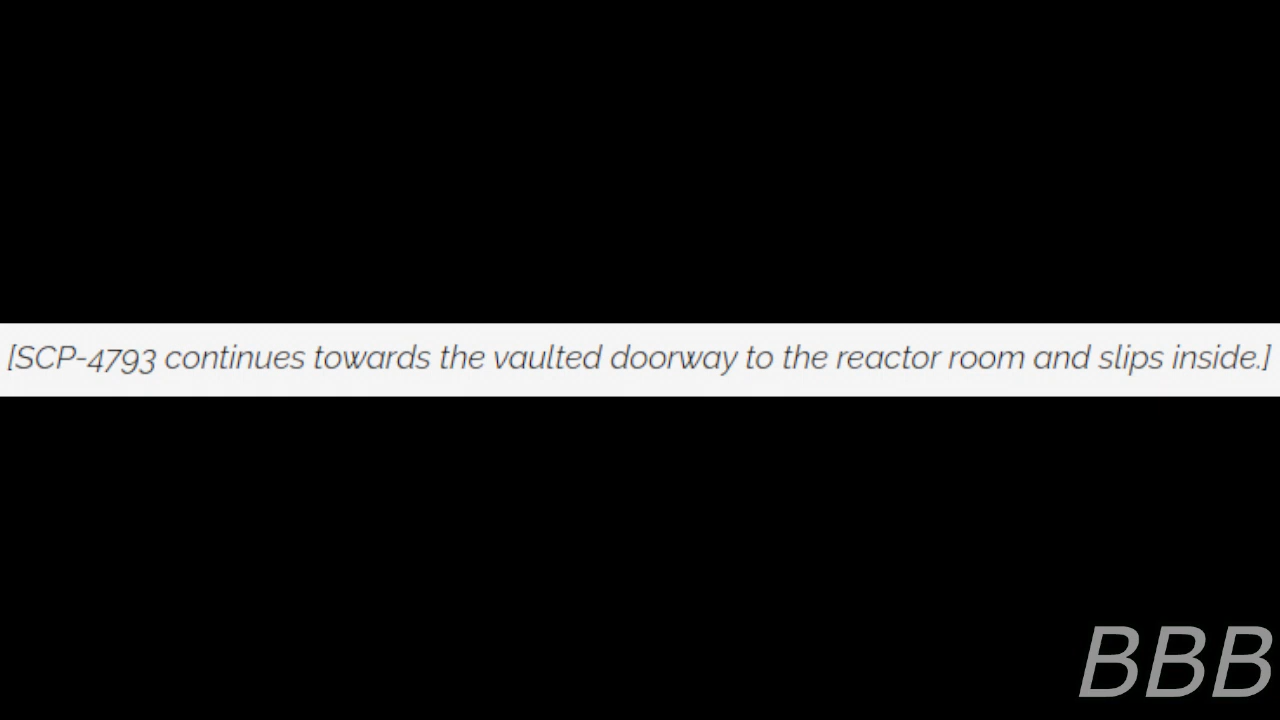 [SCP-4793 continues towards the vaulted doorway to the reactor room and slips inside.]
BBB